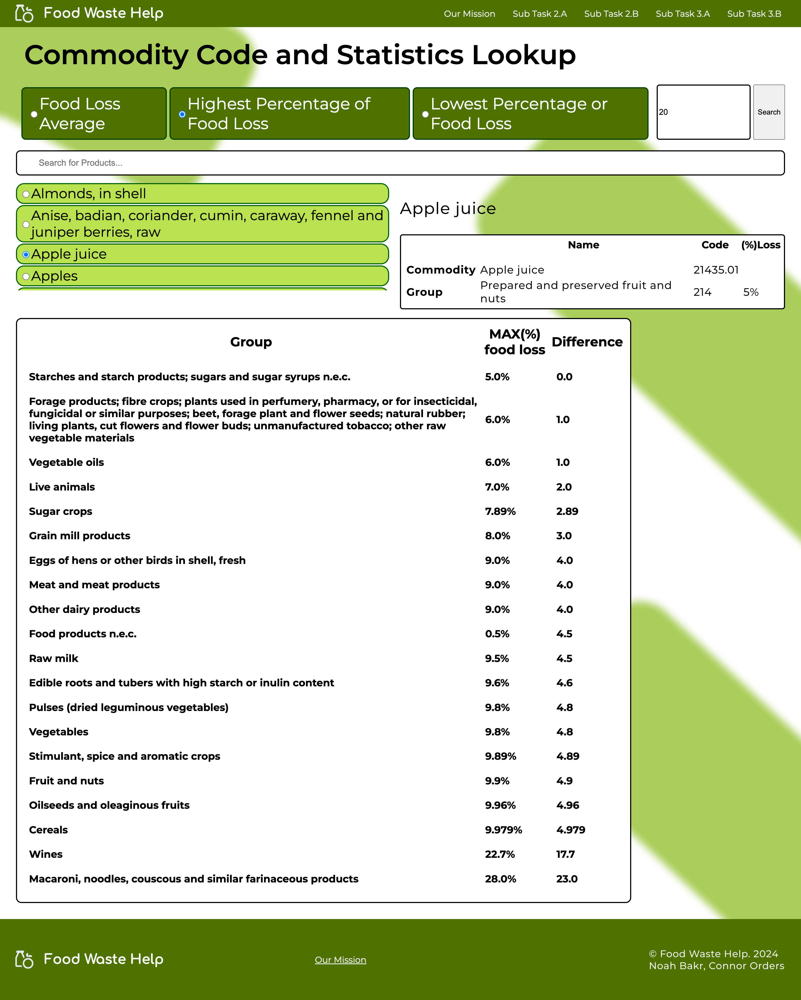 Food Waste Help
Our Mission
Sub Task 2.A
Sub Task 2.B
Sub Task 3.A
Sub Task 3.B
Commodity Code and Statistics Lookup
Food Loss
Average
Highest Percentage of
Food Loss
Lowest Percentage or
Food Loss
20
Search
Search for Products...
Almonds, in shell
Anise, badian, coriander, cumin, caraway, fennel and
juniper berries, raw
Apple juice
Apples
Apple juice
Name Code (%)Loss
Commodity Apple juice 21435.01
Group Prepared and preserved fruit and
nuts 214 5%
Group MAX(%)
food loss Difference
Starches and starch products; sugars and sugar syrups n.e.c. 5.0% 0.0
Forage products; fibre crops; plants used in perfumery, pharmacy, or for insecticidal,
fungicidal or similar purposes; beet, forage plant and flower seeds; natural rubber;
living plants, cut flowers and flower buds; unmanufactured tobacco; other raw
vegetable materials 6.0% 1.0
Vegetable oils 6.0% 1.0
Live animals 7.0% 2.0
Sugar crops 7.89% 2.89
Grain mill products 8.0% 3.0
Eggs of hens or other birds in shell, fresh 9.0% 4.0
Meat and meat products 9.0% 4.0
Other dairy products 9.0% 4.0
Food products n.e.c. 0.5% 4.5
Raw milk 9.5% 4.5
Edible roots and tubers with high starch or inulin content 9.6% 4.6
Pulses (dried leguminous vegetables) 9.8% 4.8
Vegetables 9.8% 4.8
Stimulant, spice and aromatic crops 9.89% 4.89
Fruit and nuts 9.9% 4.9
Oilseeds and oleaginous fruits 9.96% 4.96
Cereals 9.979% 4.979
Wines 22.7% 17.7
Macaroni, noodles, couscous and similar farinaceous products 28.0% 23.0
Food Waste Help
Our Mission
© Food Waste Help. 2024
Noah Bakr, Connor Orders